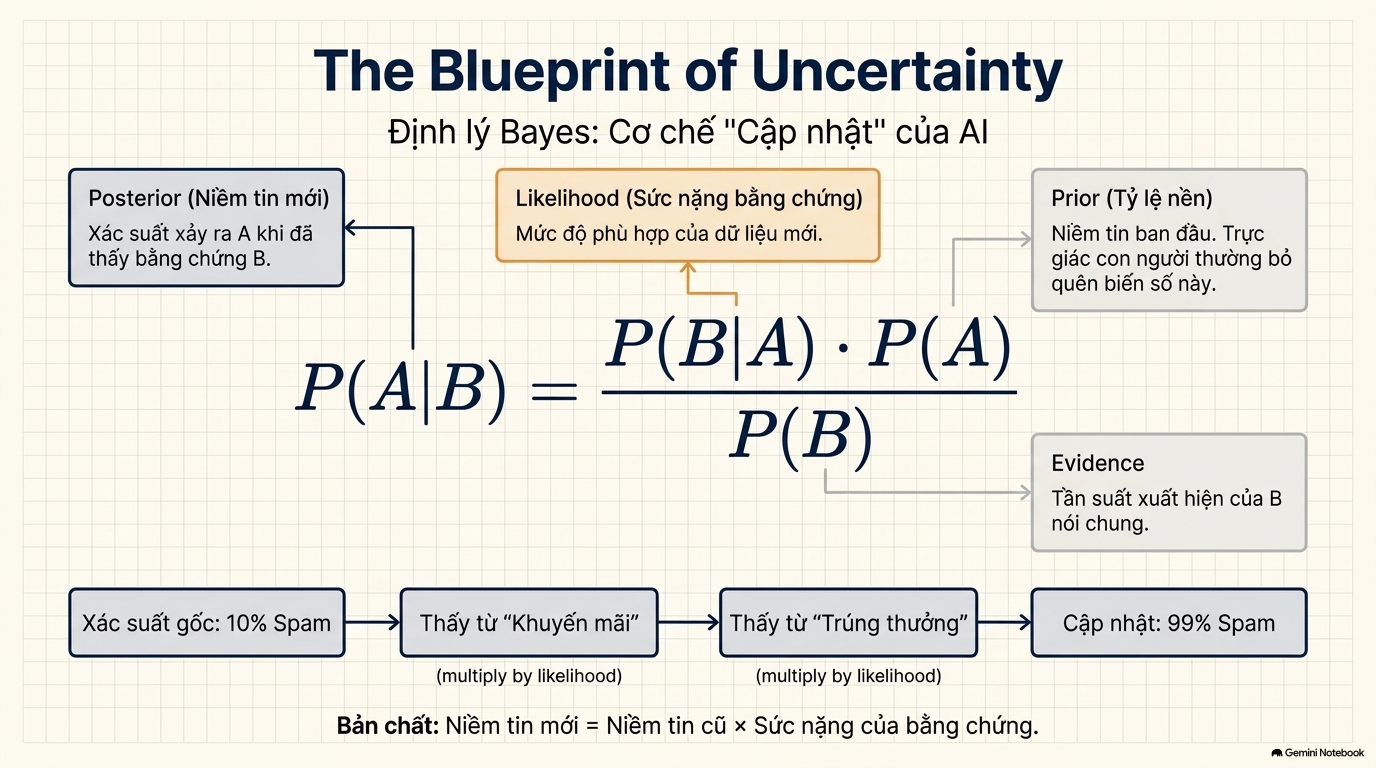 The Blueprint of Uncertainty
Định lý Bayes: Cơ chế "Cập nhật" của AI
Posterior (Niềm tin mới)
Xác suất xảy ra A khi đã
thấy bằng chứng B.
Likelihood (Sức nặng bằng chứng)
Mức độ phù hợp của dữ liệu mới.
Prior (Tỷ lệ nền)
Niềm tin ban đầu. Trực
giác con người thường bỏ
quên biến số này.
P(B|A) · P(A)
P(A|B) =
P(B)
Evidence
Tần suất xuất hiện của B
nói chung.
Xác suất gốc: 10% Spam
Thấy từ “Khuyến mãi”
(multiply by likelihood)
Thấy từ “Trúng thưởng”
(multiply by likelihood)
Cập nhật: 99% Spam
Bản chất: Niềm tin mới = Niềm tin cũ × Sức nặng của bằng chứng.
Gemini Notebook